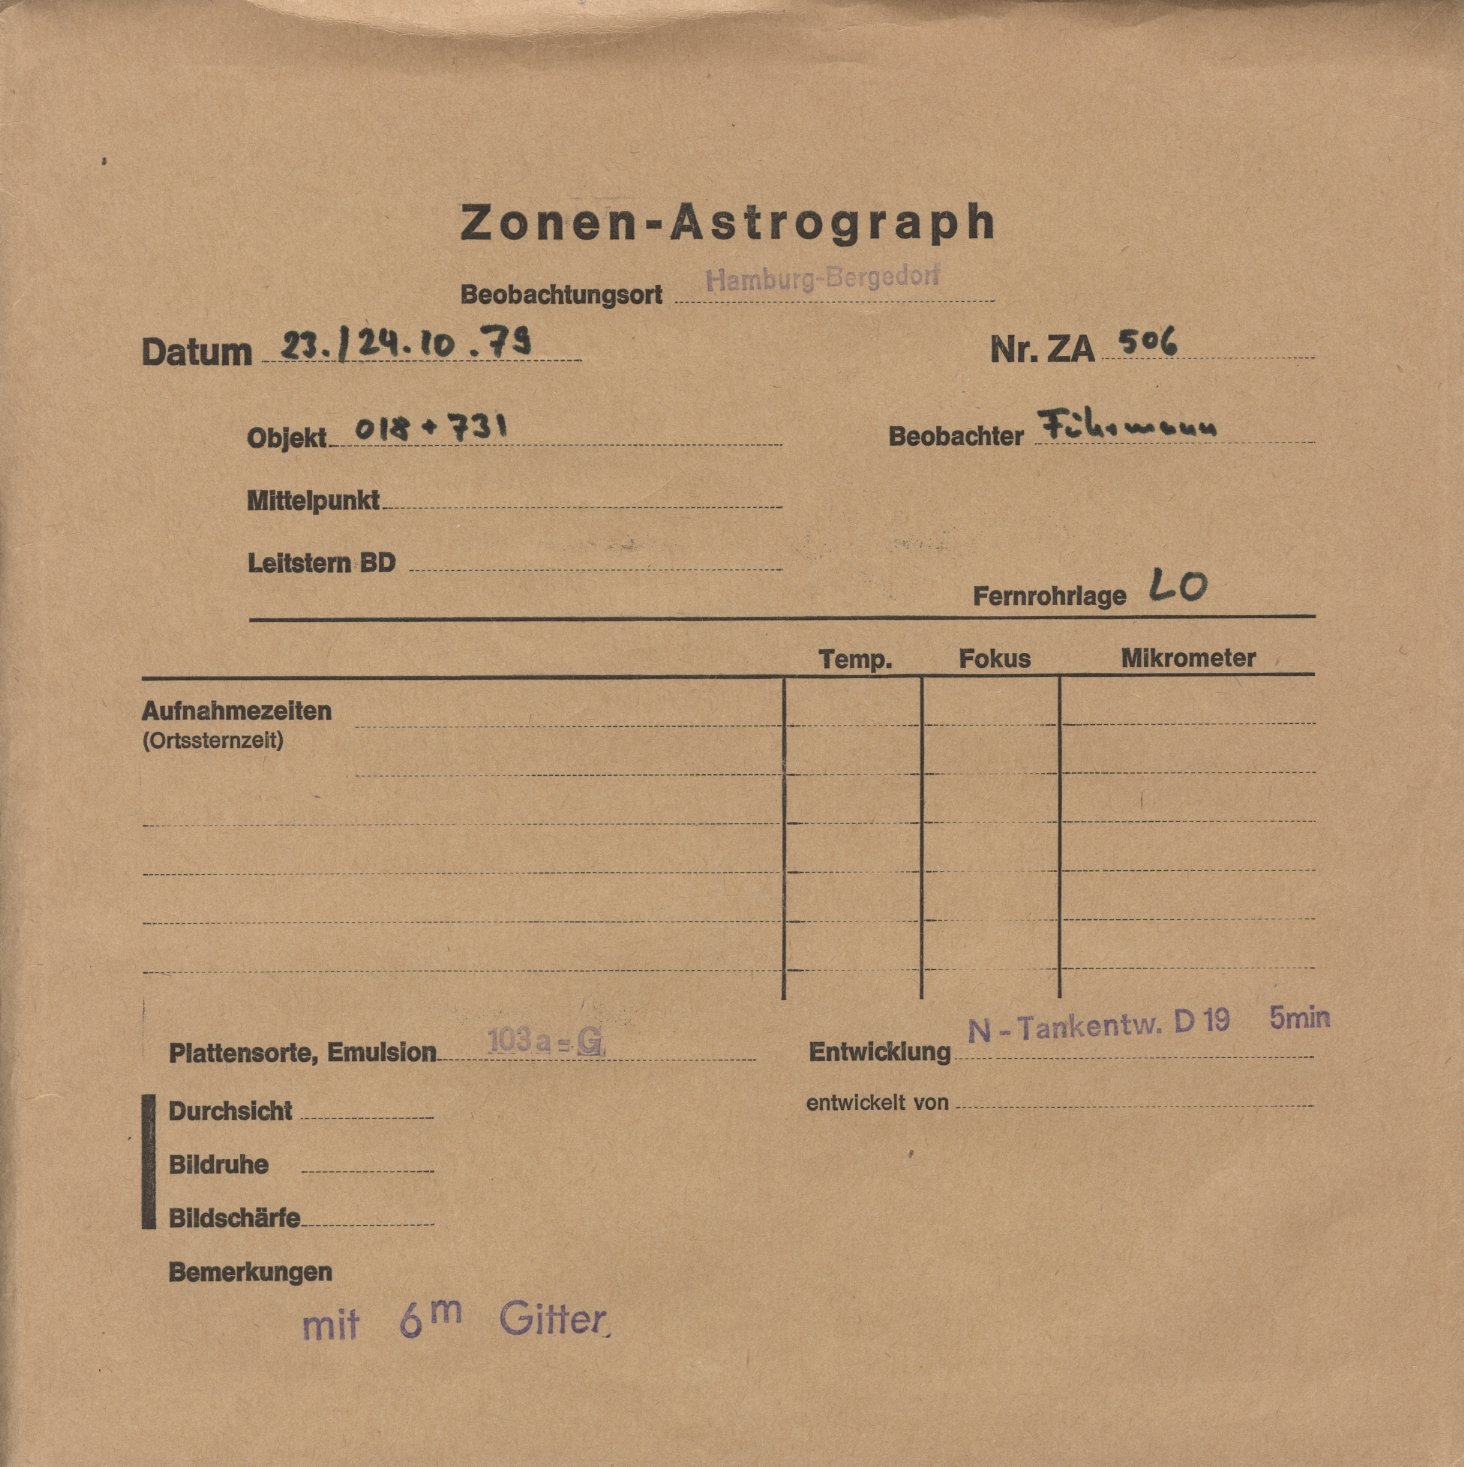 Zonen-Astrograph
Beobachtungsort Hamburg-Bergedorf
Datum 23./24.10.79 Nr. ZA 506
Objekt 018+731 Beobachter Fuhrmann
Mittelpunkt
Leitstern BD
Fernrohrlage LO
Temp. Fokus Mikrometer
Aufnahmezeiten
(Ortssternzeit)
Plattensorte, Emulsion 103a=G Entwicklung N-Tankentw. D 19 5min
Durchsicht entwickelt von
Bildruhe
Bildschärfe
Bemerkungen
mit 6m Gitter.